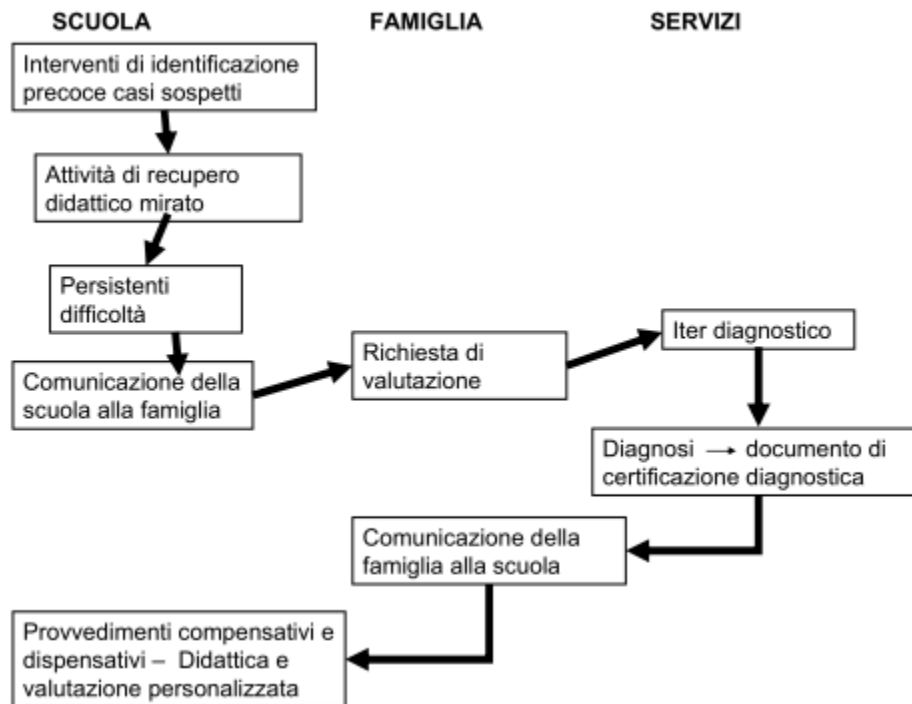 SCUOLA FAMIGLIA SERVIZI
Interventi di identificazione
precoce casi sospetti
Attività di recupero
didattico mirato
Persistenti
difficoltà
Comunicazione della
scuola alla famiglia
Richiesta di
valutazione
Iter diagnostico
Diagnosi → documento di
certificazione diagnostica
Comunicazione della
famiglia alla scuola
Provvedimenti compensativi e
dispensativi – Didattica e
valutazione personalizzata